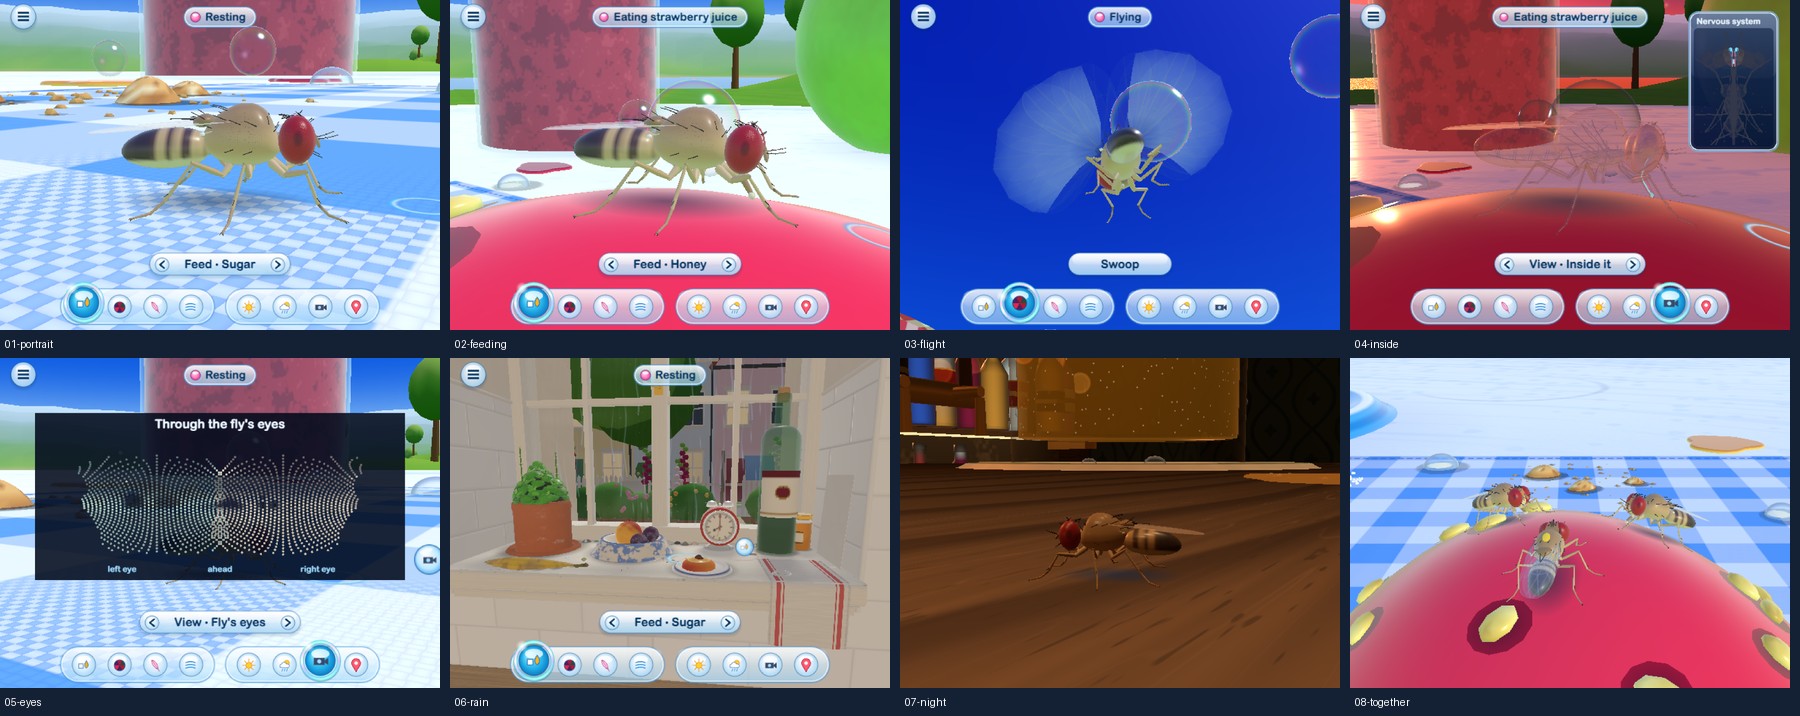 Resting
Eating strawberry juice
Flying
Eating strawberry juice
Nervous system
Feed · Sugar
Feed · Honey
Swoop
View · Inside it
01-portrait
02-feeding
03-flight
04-inside
Resting
Through the fly's eyes
left eye
ahead
right eye
View · Fly's eyes
Resting
Feed · Sugar
05-eyes
06-rain
07-night
08-together